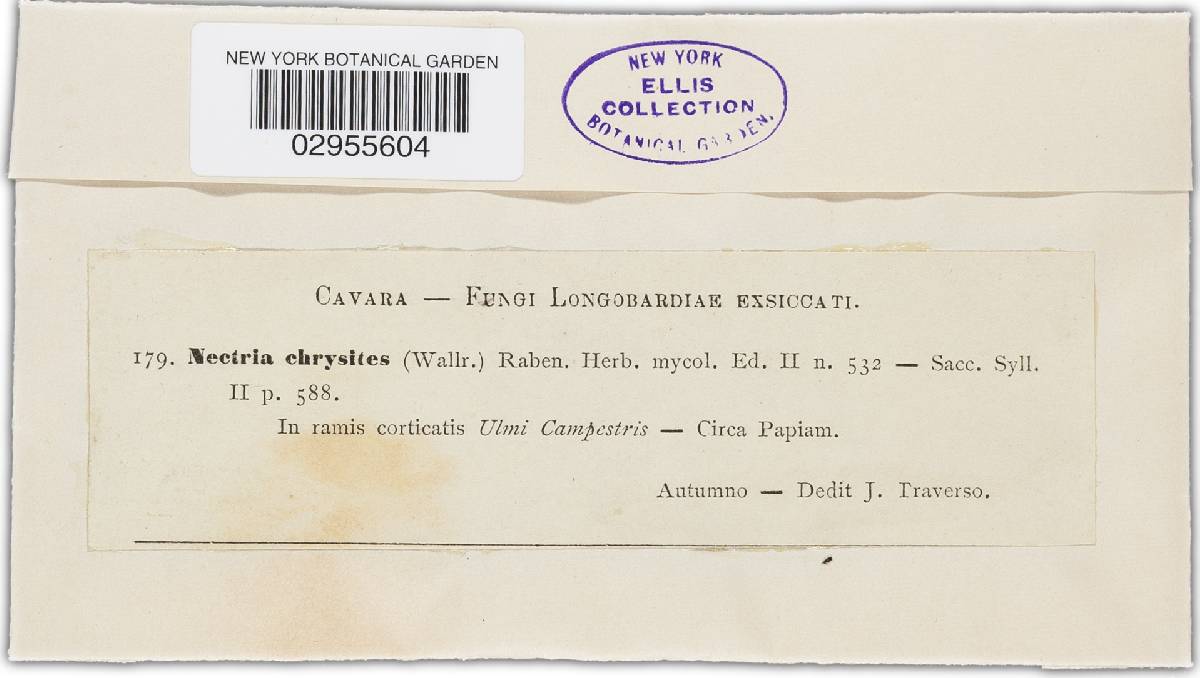 NEW YORK BOTANICAL GARDEN
02955604
NEW YORK
ELLIS
COLLECTION
BOTANICAL GARDEN.
CAVARA — FUNGI LONGOBARDIAE EXSICCATI.
179. Nectria chrysites (Wallr.) Raben. Herb. mycol. Ed. II n. 532 — Sacc. Syll.
II p. 588.
In ramis corticatis Ulmi Campestris — Circa Papiam.
Autumno — Dedit J. Traverso.